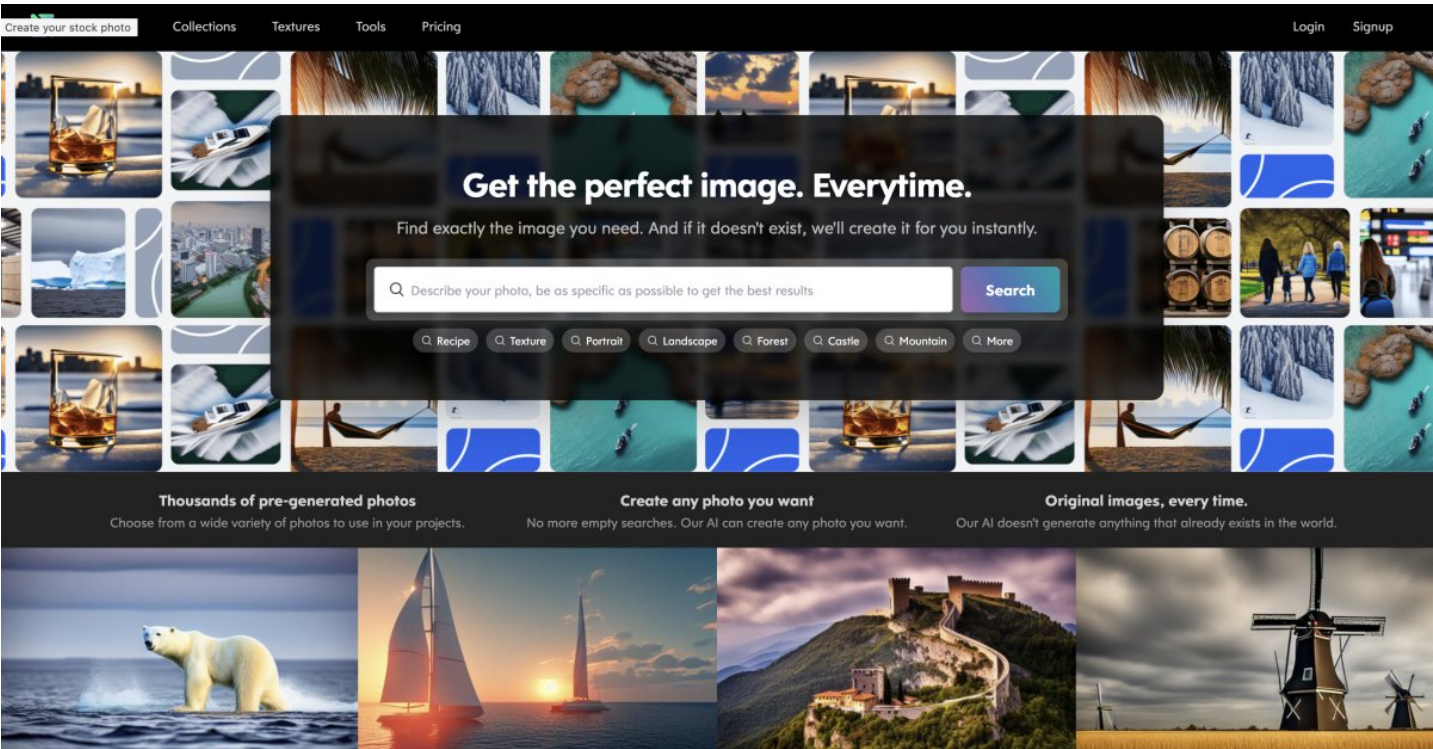 Create your stock photo
Collections Textures Tools Pricing Login Signup
Get the perfect image. Everytime.
Find exactly the image you need. And if it doesn't exist, we'll create it for you instantly.
Describe your photo, be as specific as possible to get the best results
Search
Recipe Texture Portrait Landscape Forest Castle Mountain More
Thousands of pre-generated photos
Choose from a wide variety of photos to use in your projects.
Create any photo you want
No more empty searches. Our AI can create any photo you want.
Original images, every time.
Our AI doesn't generate anything that already exists in the world.